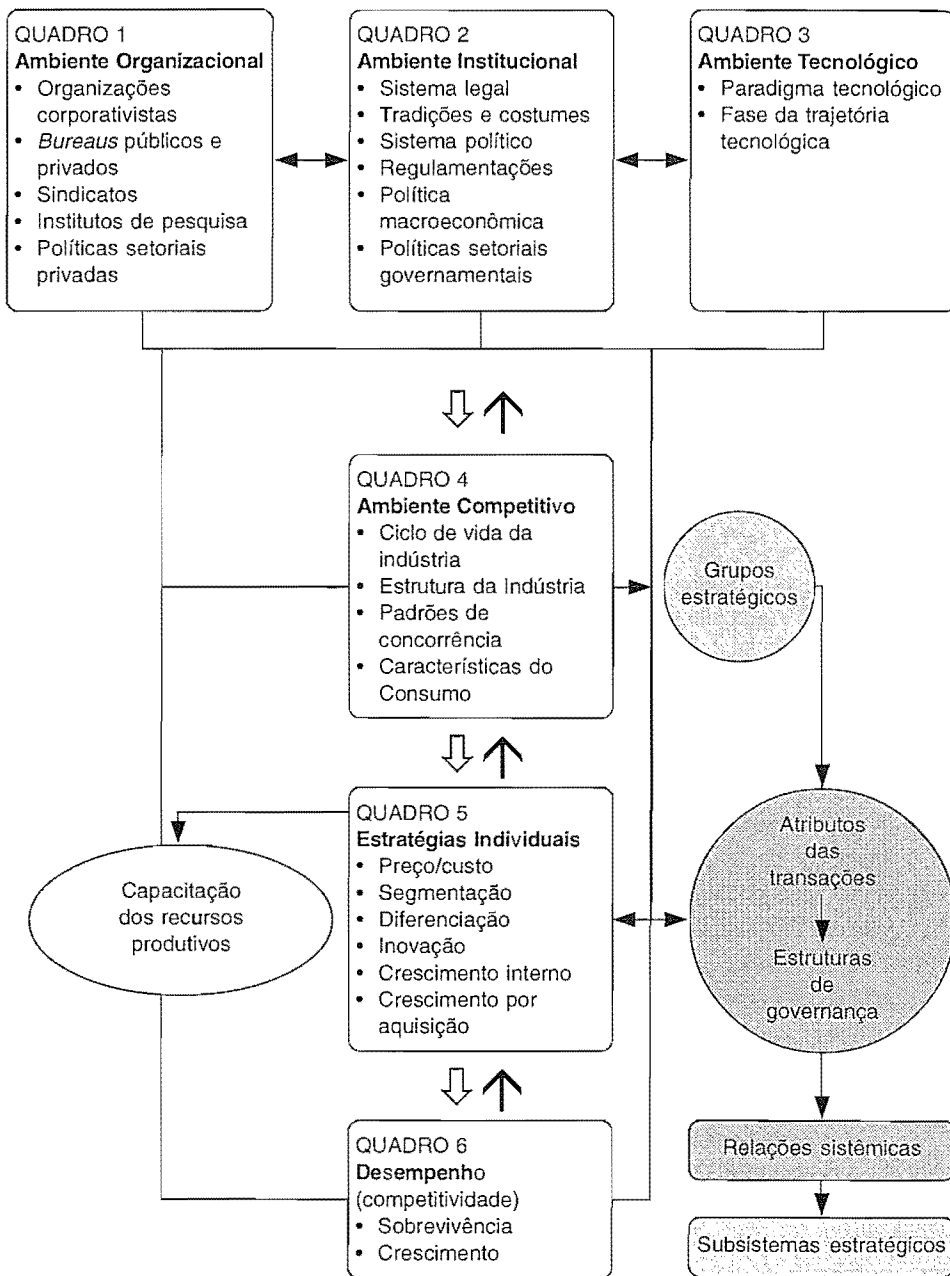 QUADRO 1
Ambiente Organizacional
• Organizações
corporativistas
• Bureaus públicos e
privados
• Sindicatos
• Institutos de pesquisa
• Políticas setoriais
privadas
QUADRO 2
Ambiente Institucional
• Sistema legal
• Tradições e costumes
• Sistema político
• Regulamentações
• Política
macroeconômica
• Políticas setoriais
governamentais
QUADRO 3
Ambiente Tecnológico
• Paradigma tecnológico
• Fase da trajetória
tecnológica
QUADRO 4
Ambiente Competitivo
• Ciclo de vida da
indústria
• Estrutura da Indústria
• Padrões de
concorrência
• Características do
Consumo
Grupos
estratégicos
QUADRO 5
Estratégias Individuais
• Preço/custo
• Segmentação
• Diferenciação
• Inovação
• Crescimento interno
• Crescimento por
aquisição
Capacitação
dos recursos
produtivos
Atributos
das
transações
Estruturas
de
governança
QUADRO 6
Desempenho
(competitividade)
• Sobrevivência
• Crescimento
Relações sistêmicas
Subsistemas estratégicos